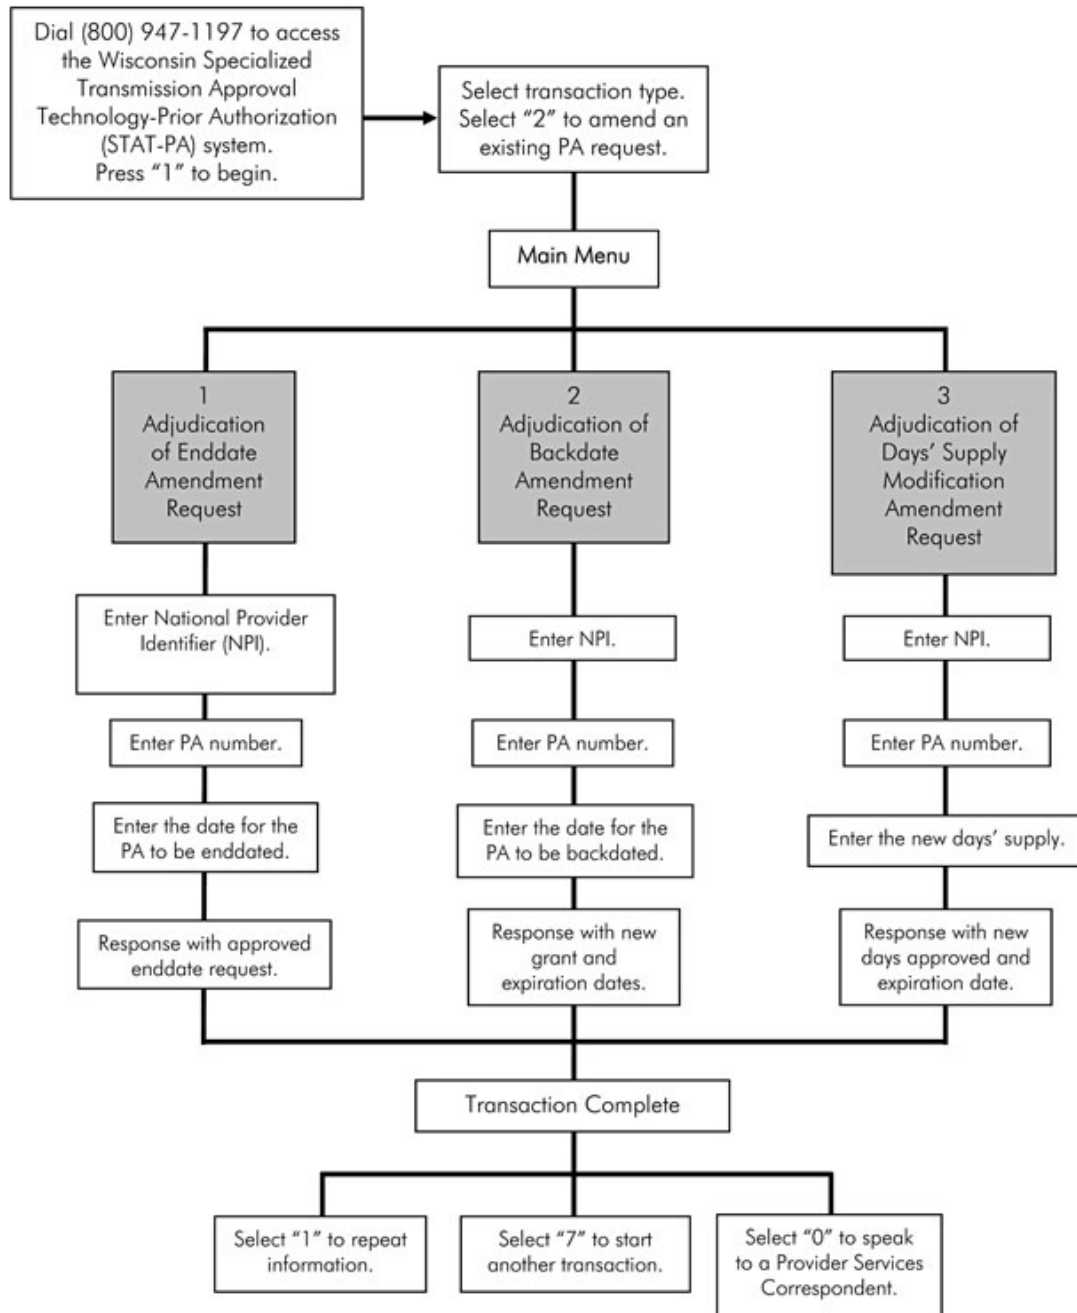 Dial (800) 947-1197 to access
the Wisconsin Specialized
Transmission Approval
Technology-Prior Authorization
(STAT-PA) system.
Press "1" to begin.
Select transaction type.
Select "2" to amend an
existing PA request.
Main Menu
1
Adjudication
of Enddate
Amendment
Request
2
Adjudication of
Backdate
Amendment
Request
3
Adjudication of
Days' Supply
Modification
Amendment
Request
Enter National Provider
Identifier (NPI).
Enter PA number.
Enter the date for the
PA to be enddated.
Response with approved
enddate request.
Enter NPI.
Enter PA number.
Enter the date for the
PA to be backdated.
Response with new
grant and
expiration dates.
Enter NPI.
Enter PA number.
Enter the new days' supply.
Response with new
days approved and
expiration date.
Transaction Complete
Select "1" to repeat
information.
Select "7" to start
another transaction.
Select "0" to speak
to a Provider Services
Correspondent.